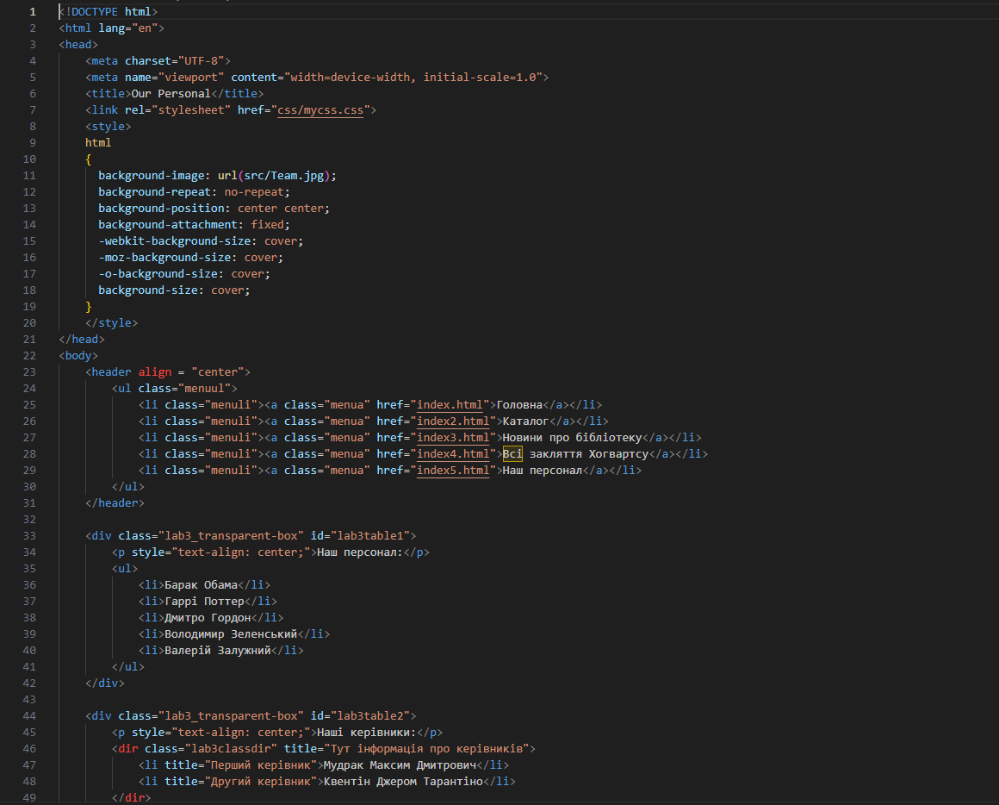 1 <!DOCTYPE html>
2 <html lang="en">
3 <head>
4     <meta charset="UTF-8">
5     <meta name="viewport" content="width=device-width, initial-scale=1.0">
6     <title>Our Personal</title>
7     <link rel="stylesheet" href="css/mycss.css">
8     <style>
9     html
10     {
11       background-image: url(src/Team.jpg);
12       background-repeat: no-repeat;
13       background-position: center center;
14       background-attachment: fixed;
15       -webkit-background-size: cover;
16       -moz-background-size: cover;
17       -o-background-size: cover;
18       background-size: cover;
19     }
20     </style>
21 </head>
22 <body>
23     <header align = "center">
24         <ul class="menuul">
25             <li class="menuli"><a class="menua" href="index.html">Головна</a></li>
26             <li class="menuli"><a class="menua" href="index2.html">Каталог</a></li>
27             <li class="menuli"><a class="menua" href="index3.html">Новини про бібліотеку</a></li>
28             <li class="menuli"><a class="menua" href="index4.html">Всі закляття Хогвартсу</a></li>
29             <li class="menuli"><a class="menua" href="index5.html">Наш персонал</a></li>
30         </ul>
31     </header>
32
33     <div class="lab3_transparent-box" id="lab3table1">
34         <p style="text-align: center;">Наш персонал:</p>
35         <ul>
36             <li>Барак Обама</li>
37             <li>Гаррі Поттер</li>
38             <li>Дмитро Гордон</li>
39             <li>Володимир Зеленський</li>
40             <li>Валерій Залужний</li>
41         </ul>
42     </div>
43
44     <div class="lab3_transparent-box" id="lab3table2">
45         <p style="text-align: center;">Наші керівники:</p>
46         <dir class="lab3classdir" title="Тут інформація про керівників">
47             <li title="Перший керівник">Мудрак Максим Дмитрович</li>
48             <li title="Другий керівник">Квентін Джером Тарантіно</li>
49         </dir>